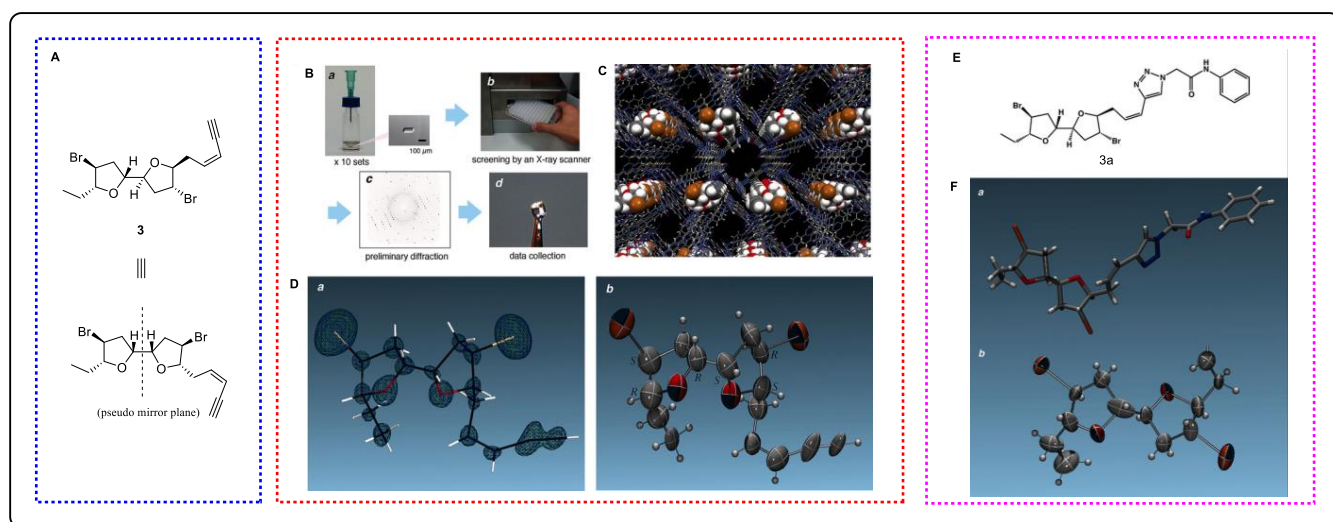 A
Br
H
O
O
H
Br
3
Br
H
H
Br
O
O
(pseudo mirror plane)
B
a
100 µm
x 10 sets
b
screening by an X-ray scanner
c
preliminary diffraction
d
data collection
C
D
a
b
S
R
R
S
R
S
E
N
N
N
O
H
N
Br
H
O
O
H
Br
3a
F
a
b